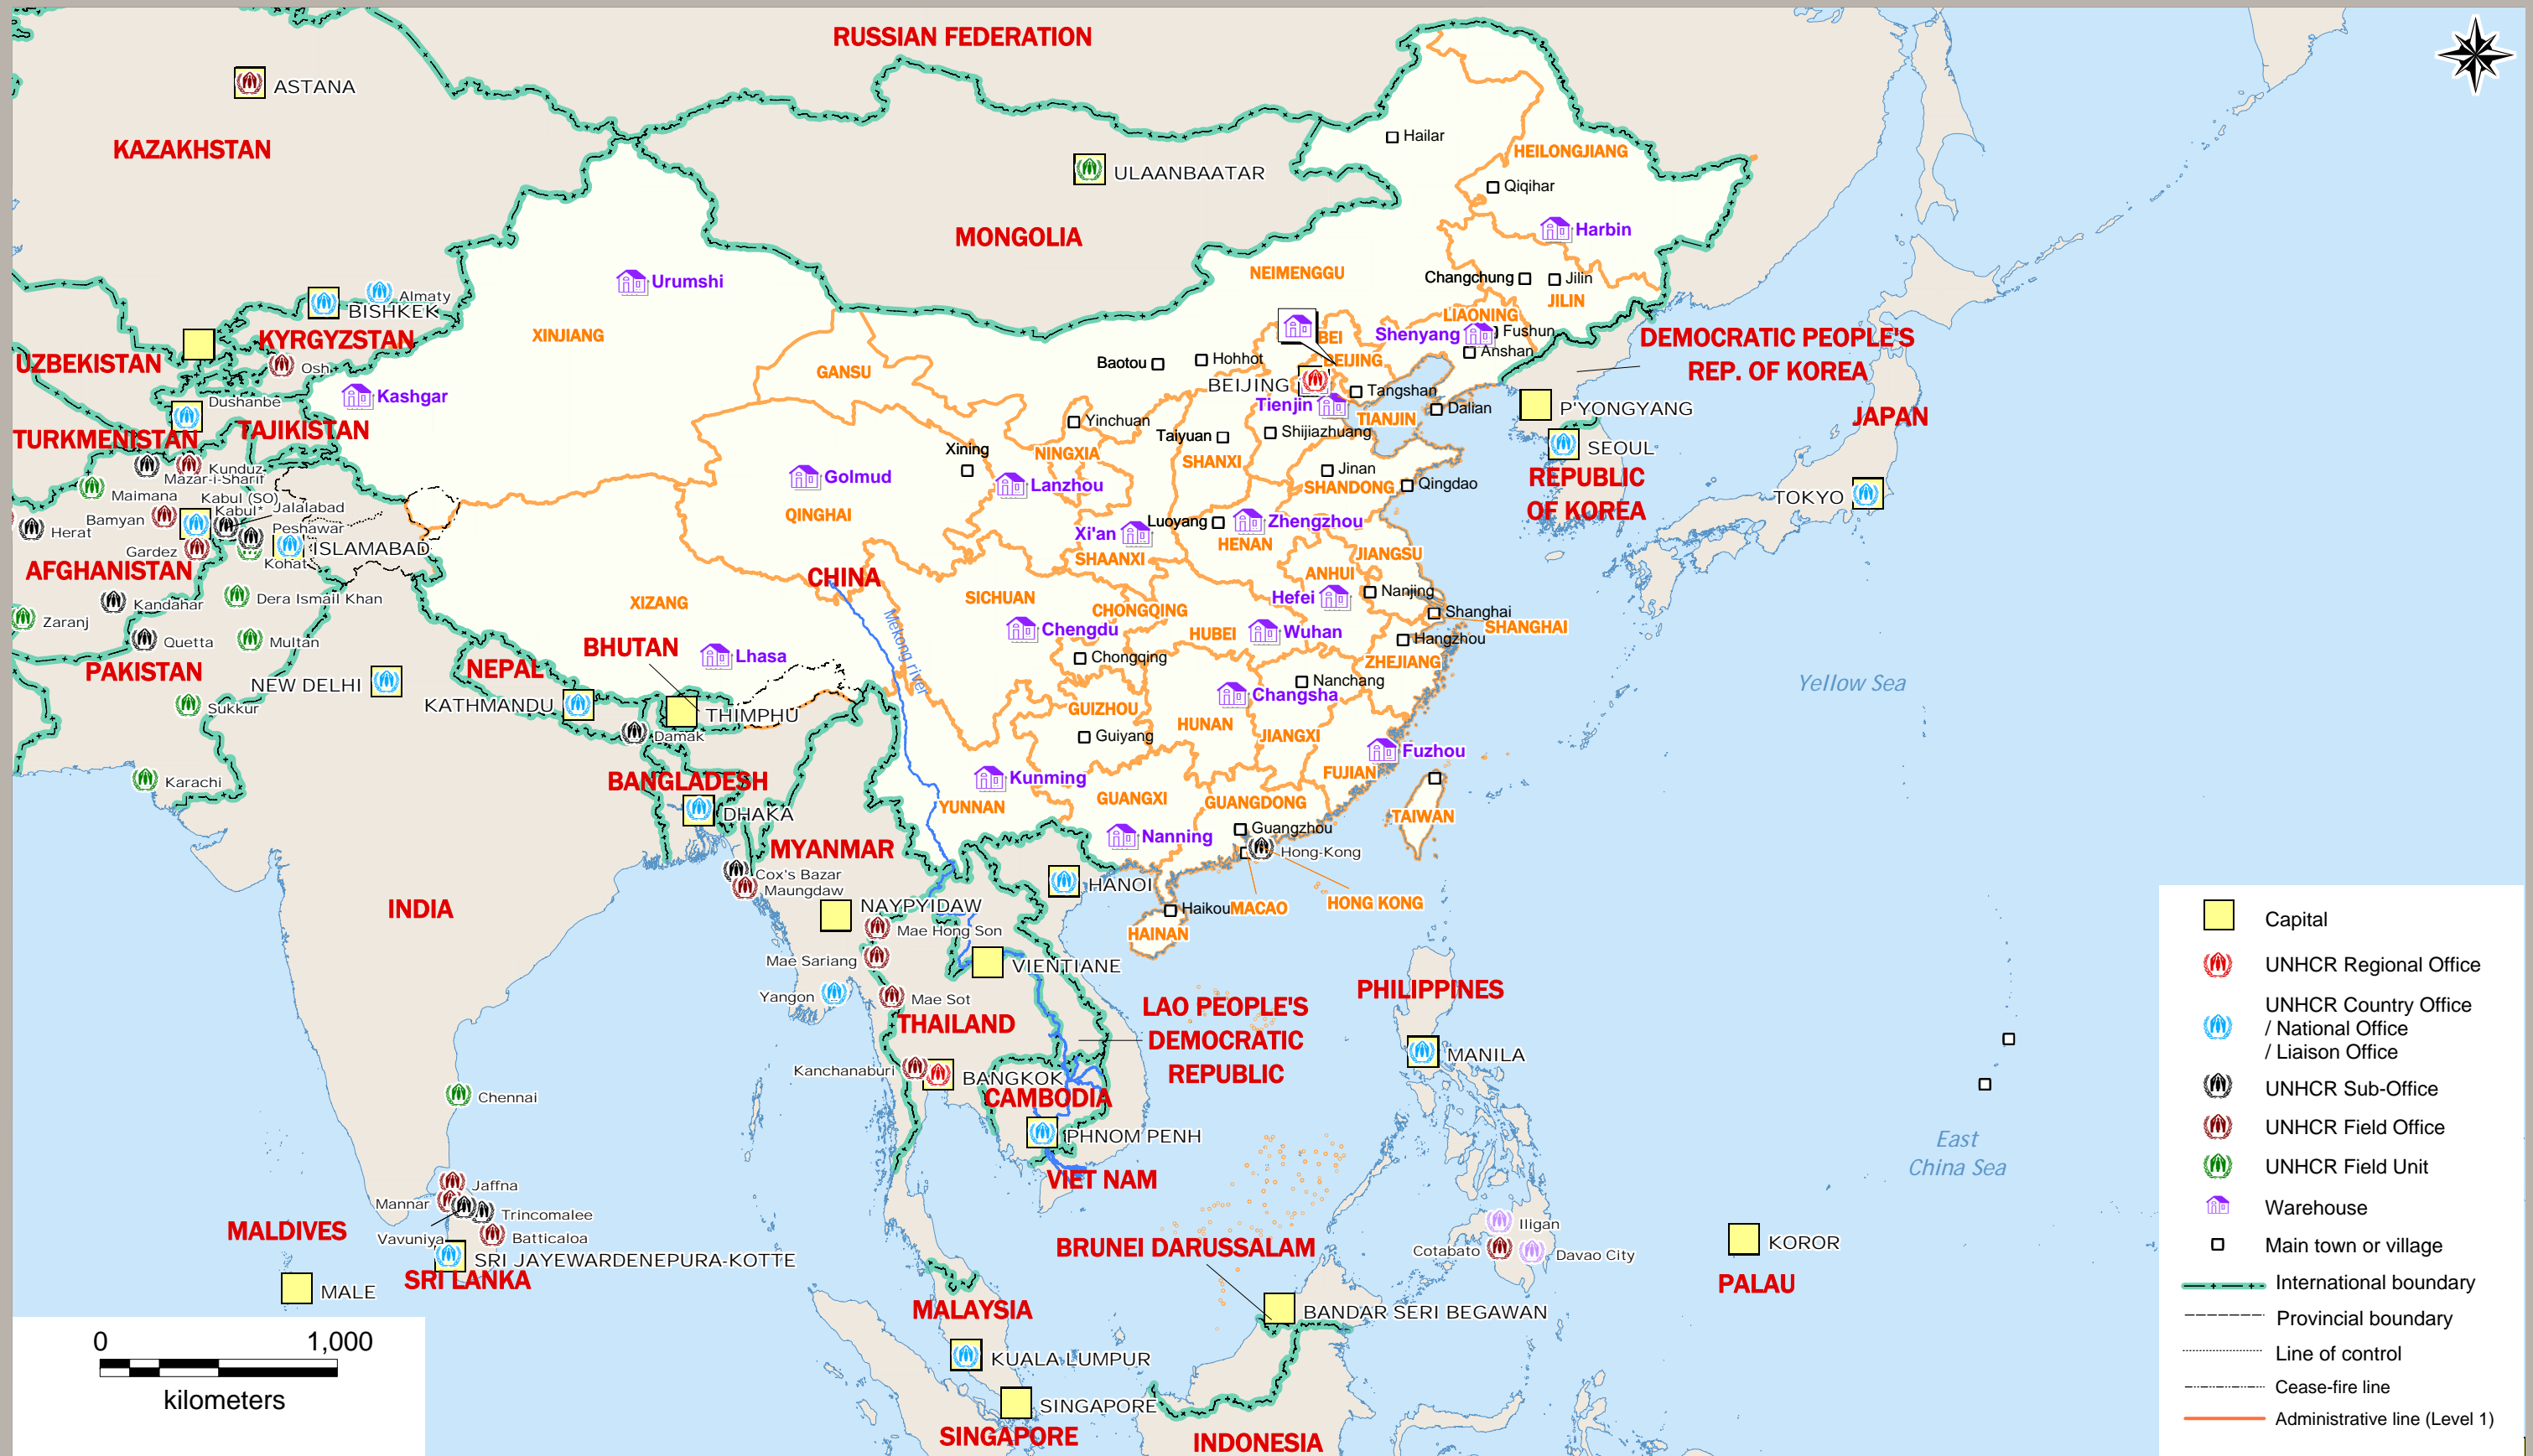 RUSSIAN FEDERATION
ASTANA
KAZAKHSTAN
ULAANBAATAR
MONGOLIA
Hailar
HEILONGJIANG
Qiqihar
Harbin
Urumshi
NEIMENGGU
Changchung
Jilin
JILIN
Almaty
BISHKEK
KYRGYZSTAN
UZBEKISTAN
XINJIANG
LIAONING
Shenyang
Fushun
Anshan
BEI
BEIJING
DEMOCRATIC PEOPLE'S
REP. OF KOREA
Osh
GANSU
Baotou
Hohhot
BEIJING
Tangshan
Kashgar
Dushanbe
Tienjin
TIANJIN
Dalian
P'YONGYANG
JAPAN
TURKMENISTAN
TAJIKISTAN
Yinchuan
Taiyuan
Shijiazhuang
SEOUL
Xining
NINGXIA
SHANXI
Jinan
Kunduz
Mazar-i-Sharif
Golmud
Lanzhou
SHANDONG
Qingdao
REPUBLIC
OF KOREA
TOKYO
Maimana
Kabul (SO)
Kabul*
Jalalabad
Bamyan
Peshawar
Herat
QINGHAI
Luoyang
Zhengzhou
Xi'an
HENAN
Gardez
ISLAMABAD
Kohat
SHAANXI
JIANGSU
AFGHANISTAN
CHINA
ANHUI
Kandahar
Dera Ismail Khan
XIZANG
SICHUAN
CHONGQING
Hefei
Nanjing
Shanghai
SHANGHAI
Zaranj
Mekong river
Quetta
Multan
BHUTAN
Chengdu
HUBEI
Wuhan
Hangzhou
PAKISTAN
NEPAL
Lhasa
Chongqing
ZHEJIANG
NEW DELHI
Nanchang
Yellow Sea
Sukkur
KATHMANDU
THIMPHU
GUIZHOU
Changsha
HUNAN
Damak
Guiyang
JIANGXI
Fuzhou
Karachi
BANGLADESH
Kunming
FUJIAN
YUNNAN
GUANGXI
GUANGDONG
DHAKA
TAIWAN
Nanning
Guangzhou
MYANMAR
Hong-Kong
Cox's Bazar
Maungdaw
HANOI
INDIA
NAYPYIDAW
Haikou
MACAO
HONG KONG
Mae Hong Son
HAINAN
Mae Sariang
VIENTIANE
Yangon
Mae Sot
PHILIPPINES
LAO PEOPLE'S
DEMOCRATIC
REPUBLIC
THAILAND
MANILA
Kanchanaburi
BANGKOK
CAMBODIA
Chennai
PHNOM PENH
East
China Sea
VIET NAM
Jaffna
Mannar
Trincomalee
MALDIVES
Vavuniya
Batticaloa
SRI JAYEWARDENEPURA-KOTTE
SRI LANKA
MALE
Iligan
Cotabato
Davao City
KOROR
PALAU
BRUNEI DARUSSALAM
BANDAR SERI BEGAWAN
MALAYSIA
KUALA LUMPUR
SINGAPORE
SINGAPORE
INDONESIA
0
1,000
kilometers
Capital
UNHCR Regional Office
UNHCR Country Office
/ National Office
/ Liaison Office
UNHCR Sub-Office
UNHCR Field Office
UNHCR Field Unit
Warehouse
Main town or village
International boundary
Provincial boundary
Line of control
Cease-fire line
Administrative line (Level 1)